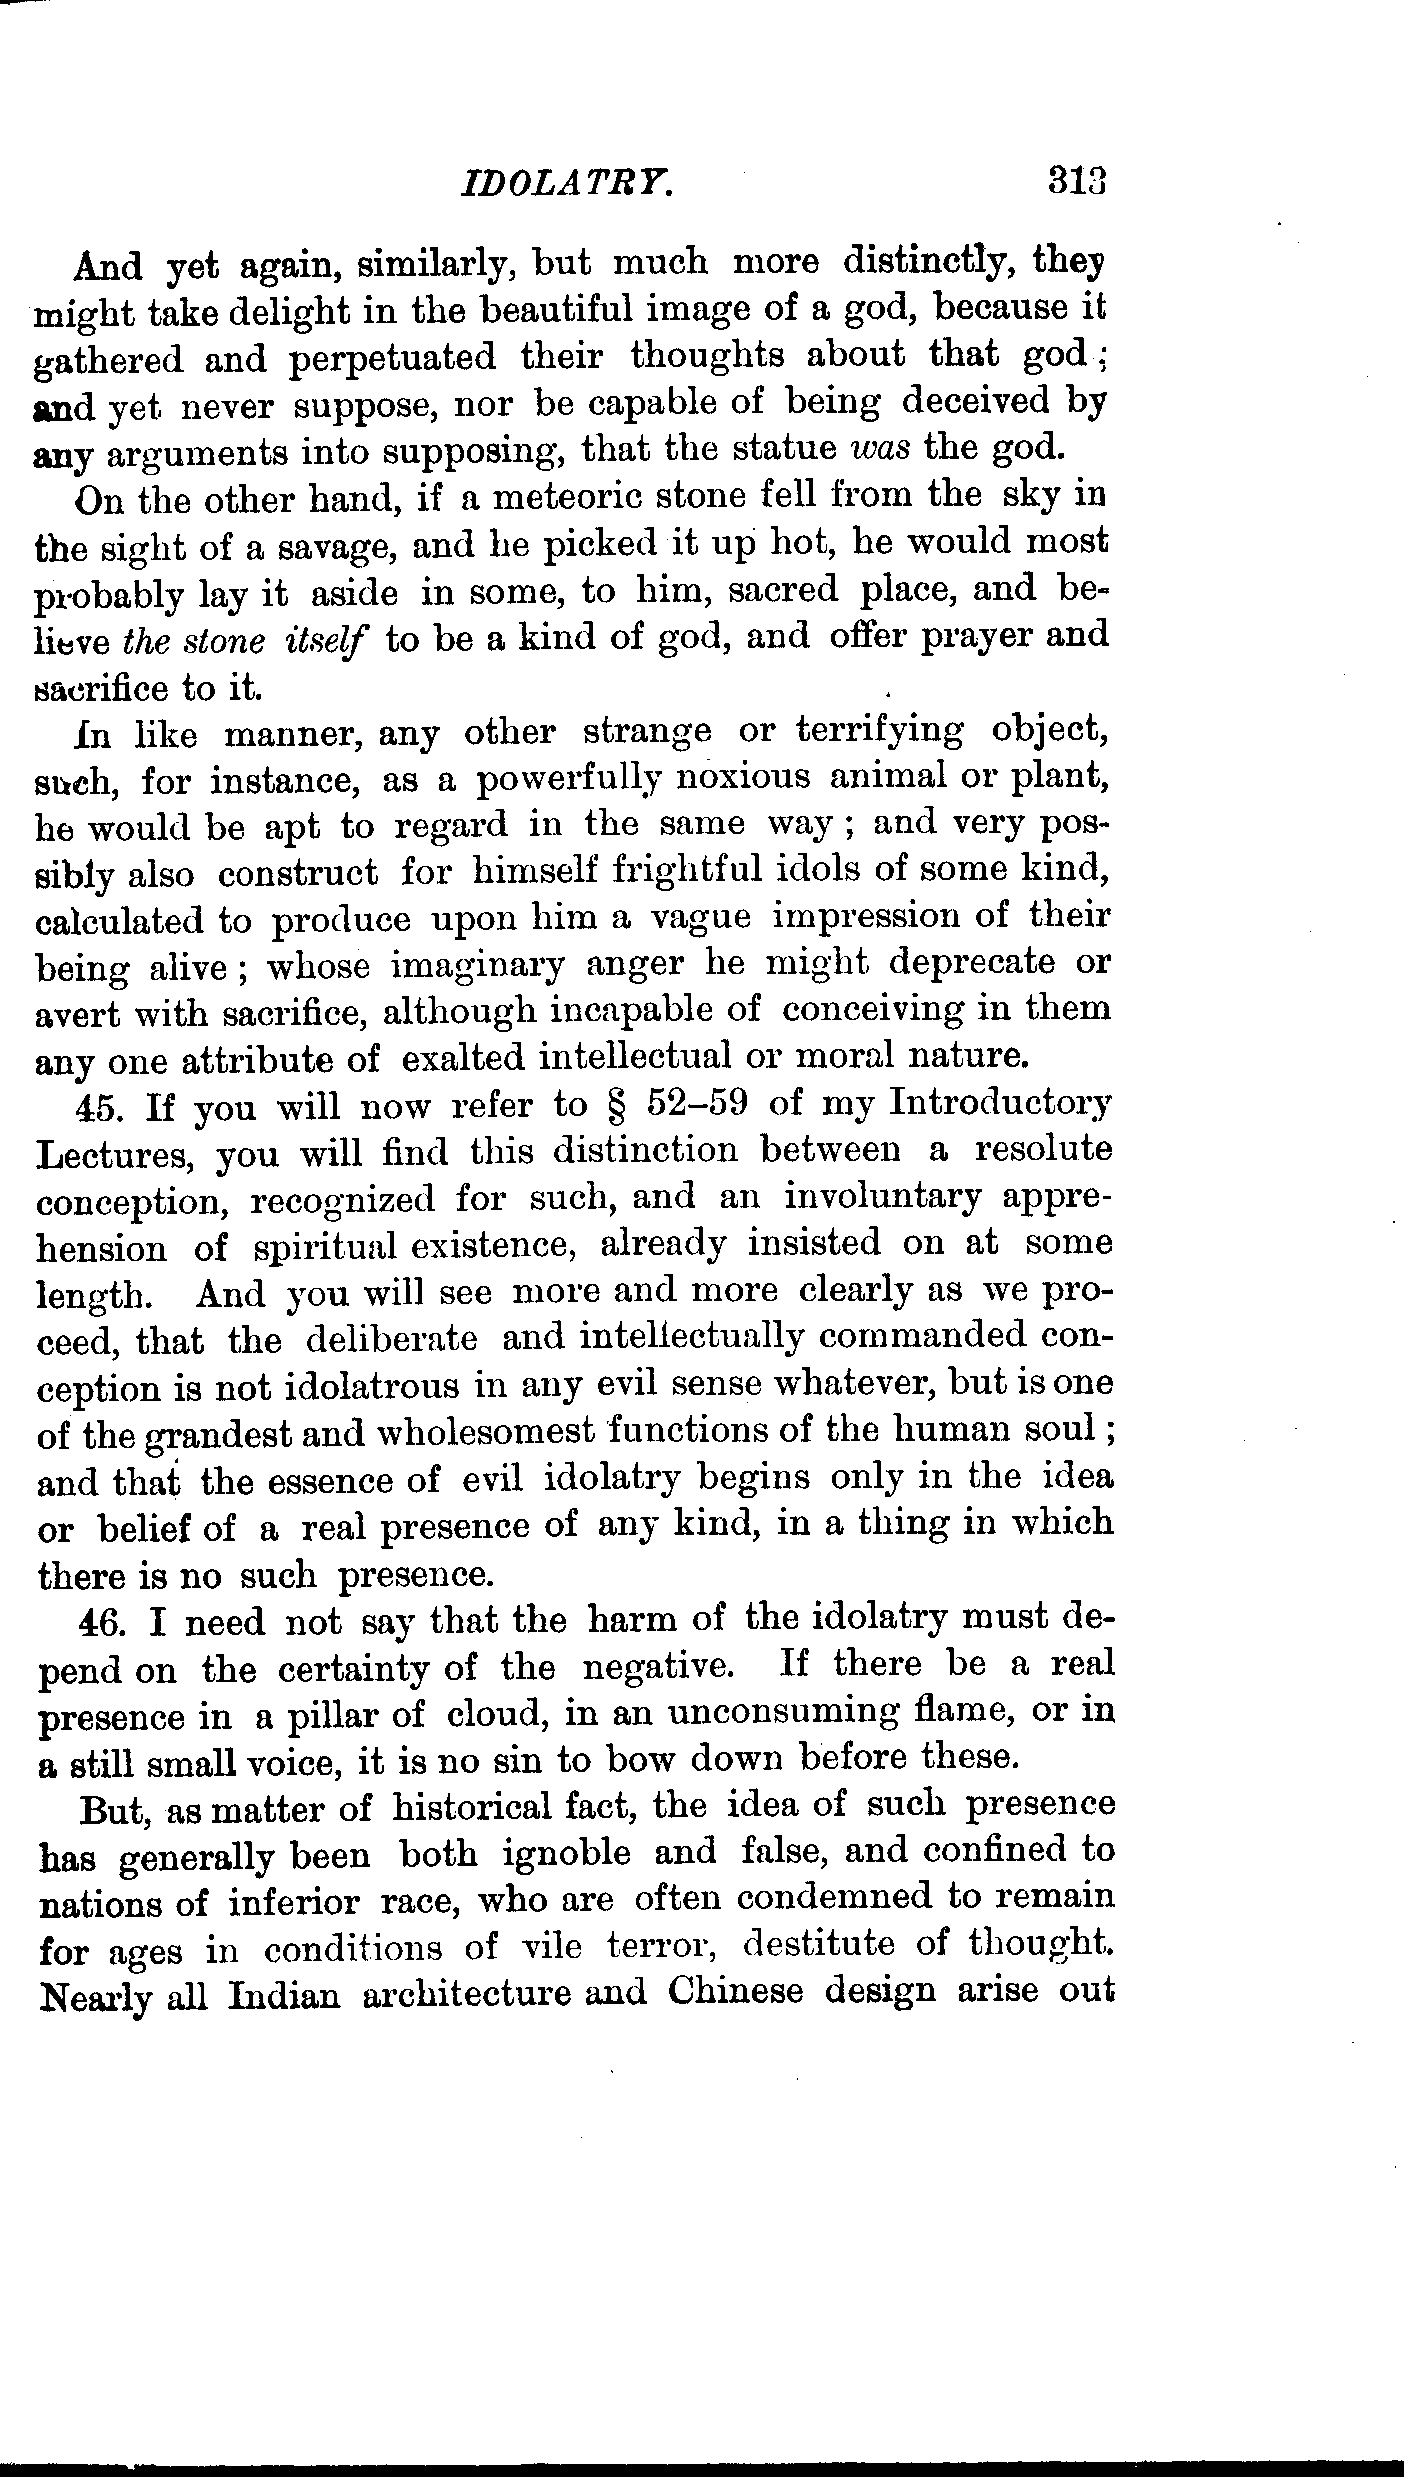 IDOLATRY. 313
And yet again, similarly, but much more distinctly, they
might take delight in the beautiful image of a god, because it
gathered and perpetuated their thoughts about that god;
and yet never suppose, nor be capable of being deceived by
any arguments into supposing, that the statue was the god.
On the other hand, if a meteoric stone fell from the sky in
the sight of a savage, and he picked it up hot, he would most
probably lay it aside in some, to him, sacred place, and be-
lieve the stone itself to be a kind of god, and offer prayer and
sacrifice to it.
In like manner, any other strange or terrifying object,
such, for instance, as a powerfully noxious animal or plant,
he would be apt to regard in the same way; and very pos-
sibly also construct for himself frightful idols of some kind,
calculated to produce upon him a vague impression of their
being alive; whose imaginary anger he might deprecate or
avert with sacrifice, although incapable of conceiving in them
any one attribute of exalted intellectual or moral nature.
45. If you will now refer to § 52–59 of my Introductory
Lectures, you will find this distinction between a resolute
conception, recognized for such, and an involuntary appre-
hension of spiritual existence, already insisted on at some
length. And you will see more and more clearly as we pro-
ceed, that the deliberate and intellectually commanded con-
ception is not idolatrous in any evil sense whatever, but is one
of the grandest and wholesomest functions of the human soul;
and that the essence of evil idolatry begins only in the idea
or belief of a real presence of any kind, in a thing in which
there is no such presence.
46. I need not say that the harm of the idolatry must de-
pend on the certainty of the negative. If there be a real
presence in a pillar of cloud, in an unconsuming flame, or in
a still small voice, it is no sin to bow down before these.
But, as matter of historical fact, the idea of such presence
has generally been both ignoble and false, and confined to
nations of inferior race, who are often condemned to remain
for ages in conditions of vile terror, destitute of thought.
Nearly all Indian architecture and Chinese design arise out